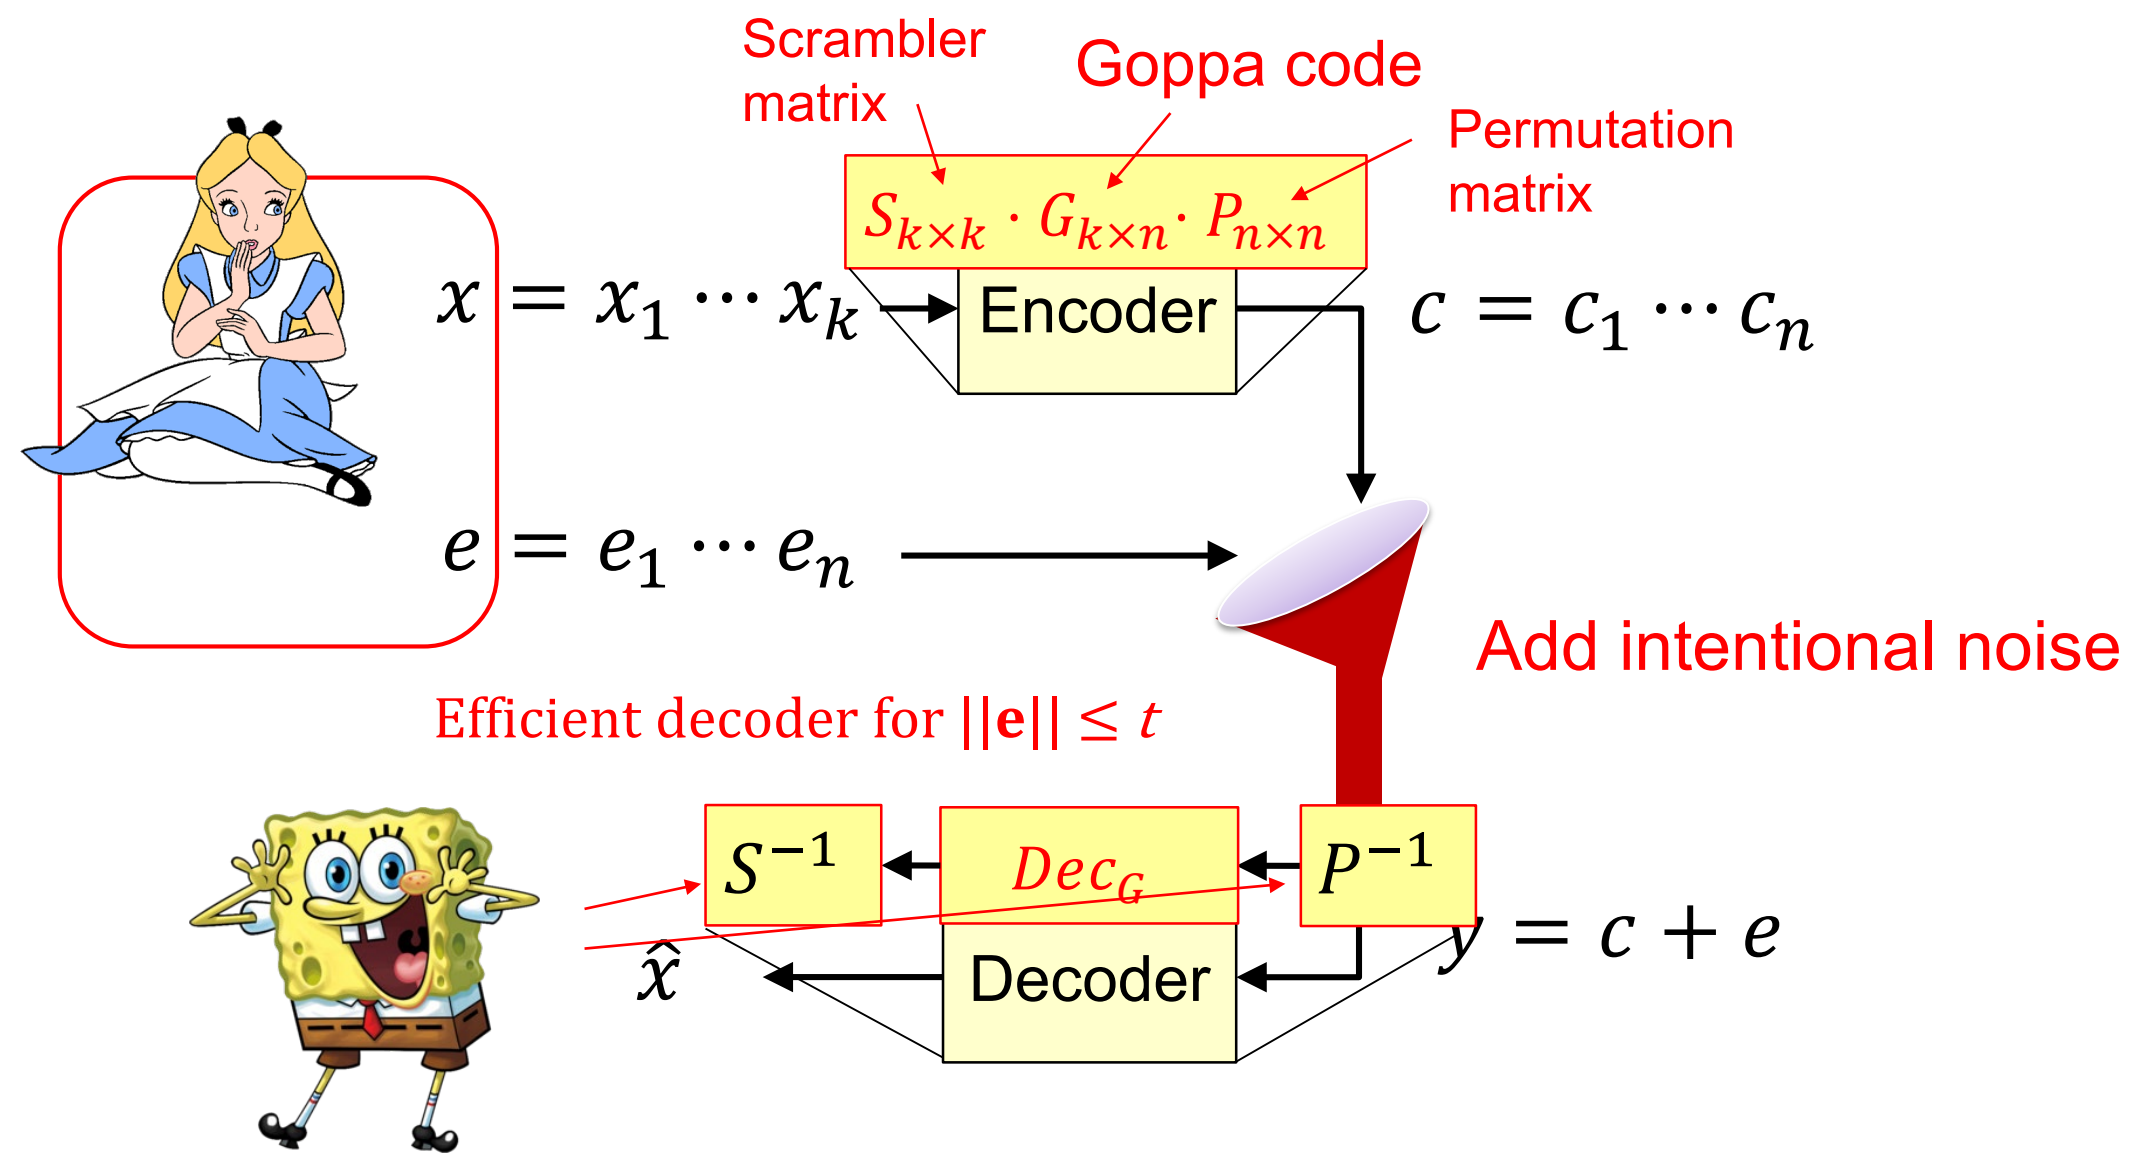 Scrambler
matrix
Goppa code
Permutation
matrix
S_{k×k} · G_{k×n} · P_{n×n}
x = x_1 ⋯ x_k
Encoder
c = c_1 ⋯ c_n
e = e_1 ⋯ e_n
Add intentional noise
Efficient decoder for ||e|| ≤ t
S^{-1}
Dec_G
P^{-1}
y = c + e
x̂
Decoder